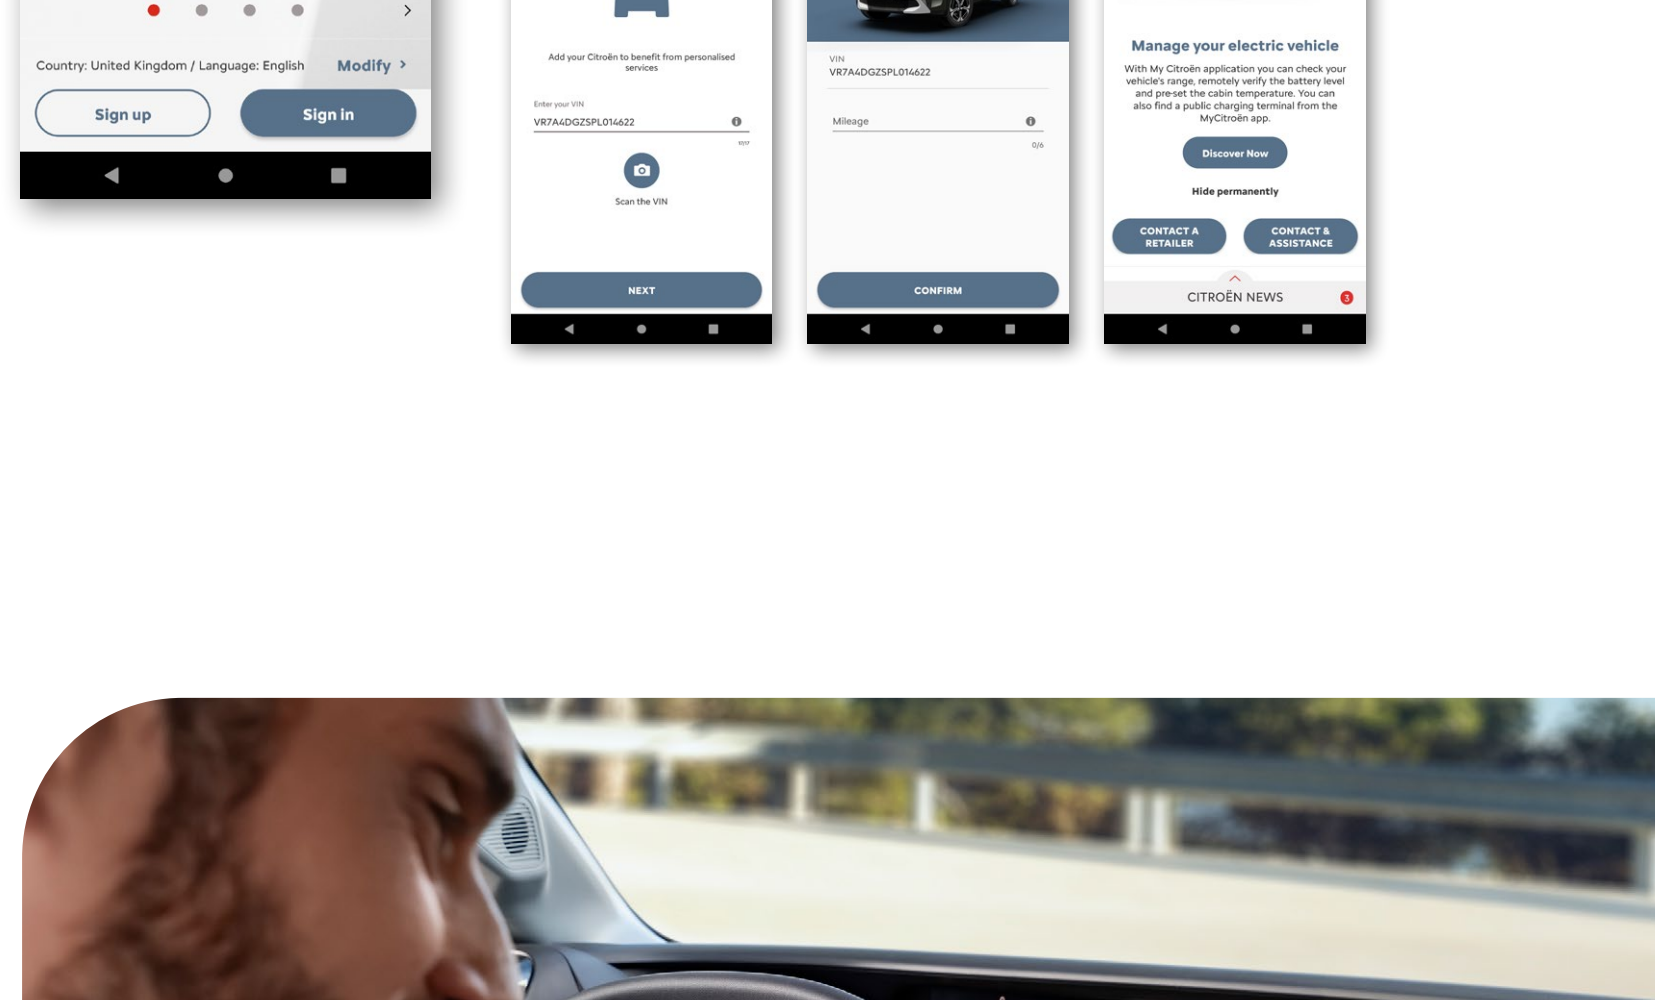 Country: United Kingdom / Language: English Modify
Sign up
Sign in
Add your Citroën to benefit from personalised
services
Enter your VIN
VR7A4DGZSPL014622
17/17
Scan the VIN
NEXT
VIN
VR7A4DGZSPL014622
Mileage
0/6
CONFIRM
Manage your electric vehicle
With My Citroën application you can check your
vehicle's range, remotely verify the battery level
and pre-set the cabin temperature. You can
also find a public charging terminal from the
MyCitroën app.
Discover Now
Hide permanently
CONTACT A
RETAILER
CONTACT &
ASSISTANCE
CITROËN NEWS
3